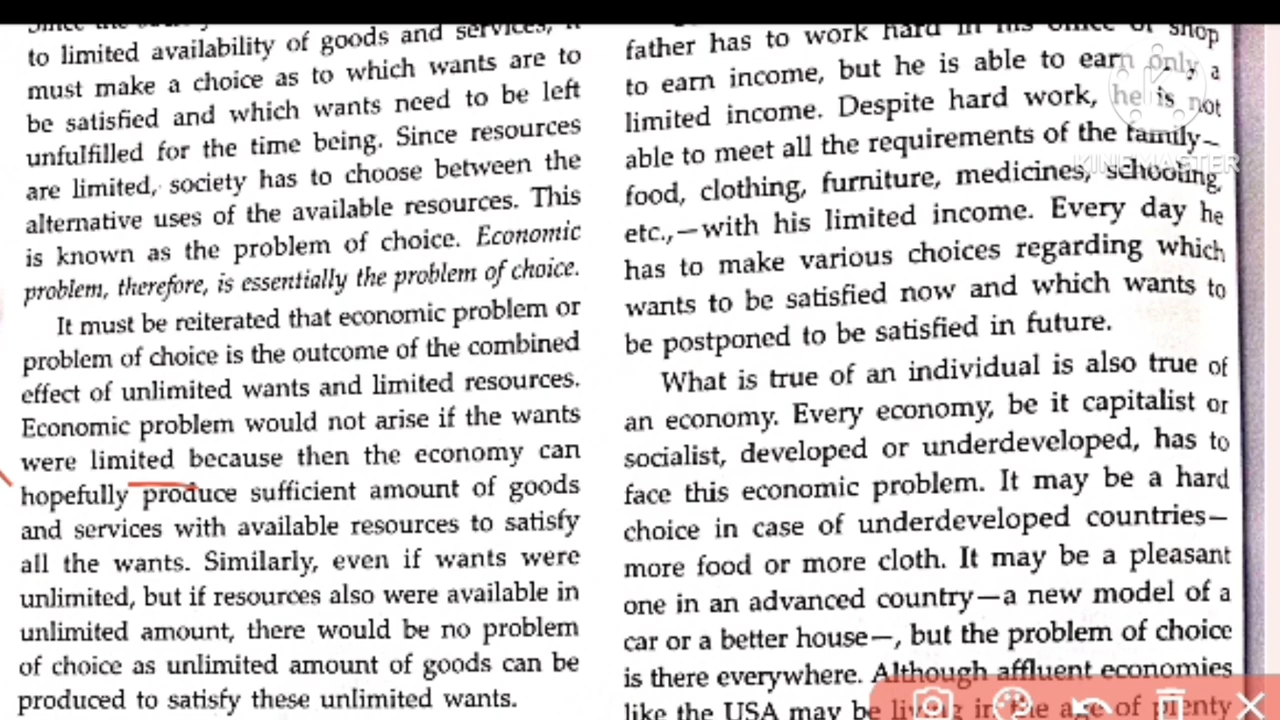 to limited availability of goods and services, it
must make a choice as to which wants are to
be satisfied and which wants need to be left
unfulfilled for the time being. Since resources
are limited, society has to choose between the
alternative uses of the available resources. This
is known as the problem of choice. Economic
problem, therefore, is essentially the problem of choice.
It must be reiterated that economic problem or
problem of choice is the outcome of the combined
effect of unlimited wants and limited resources.
Economic problem would not arise if the wants
were limited because then the economy can
hopefully produce sufficient amount of goods
and services with available resources to satisfy
all the wants. Similarly, even if wants were
unlimited, but if resources also were available in
unlimited amount, there would be no problem
of choice as unlimited amount of goods can be
produced to satisfy these unlimited wants.
father has to work hard in his office or shop
to earn income, but he is able to earn only a
limited income. Despite hard work, he is not
able to meet all the requirements of the family—
food, clothing, furniture, medicines, schooling,
etc.,—with his limited income. Every day he
has to make various choices regarding which
wants to be satisfied now and which wants to
be postponed to be satisfied in future.
What is true of an individual is also true of
an economy. Every economy, be it capitalist or
socialist, developed or underdeveloped, has to
face this economic problem. It may be a hard
choice in case of underdeveloped countries—
more food or more cloth. It may be a pleasant
one in an advanced country—a new model of a
car or a better house—, but the problem of choice
is there everywhere. Although affluent economies
like the USA may be living in the age of plenty
KINEMASTER